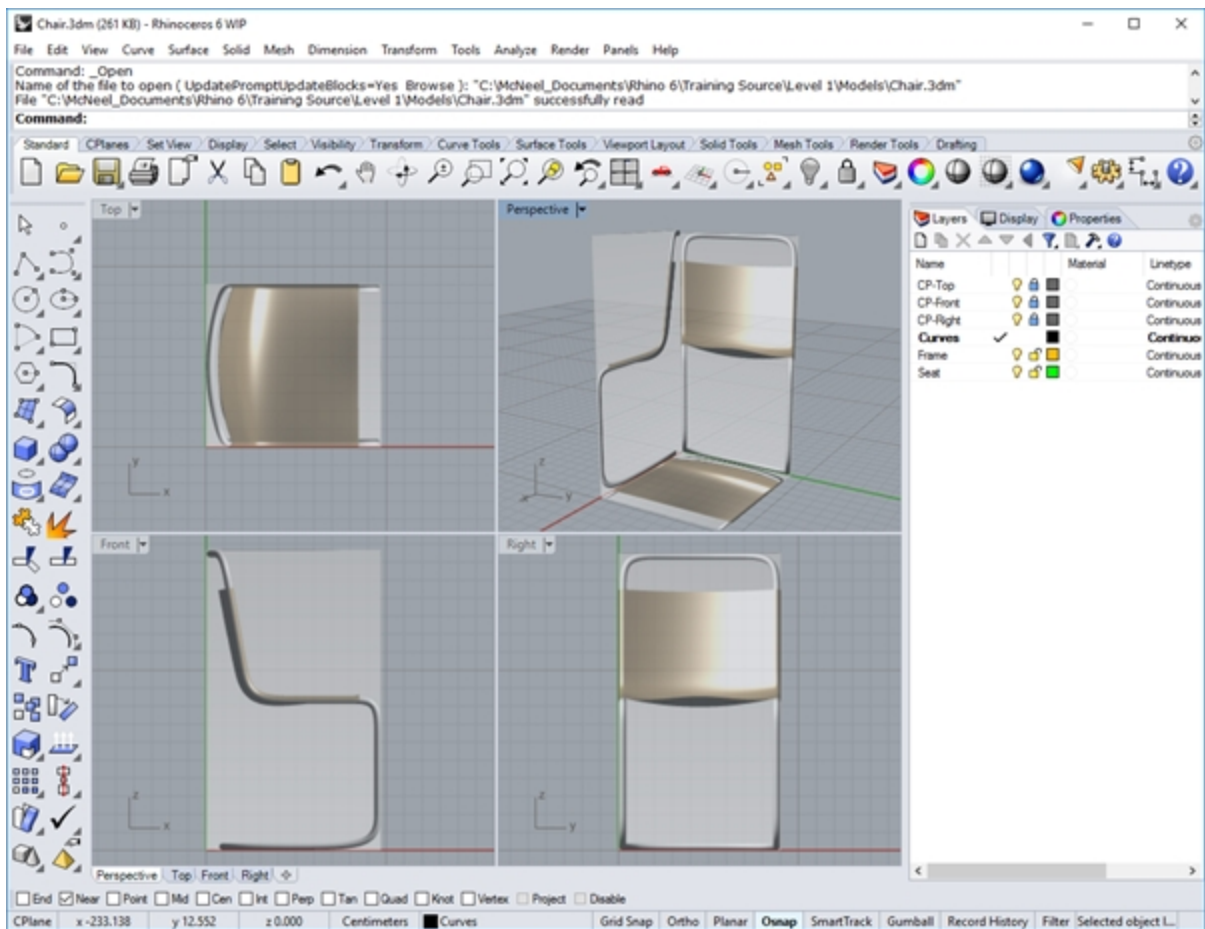 Chair.3dm (261 KB) - Rhinoceros 6 WIP
File Edit View Curve Surface Solid Mesh Dimension Transform Tools Analyze Render Panels Help
Command: _Open
Name of the file to open ( UpdatePromptUpdateBlocks=Yes Browse ): "C:\McNeel_Documents\Rhino 6\Training Source\Level 1\Models\Chair.3dm"
File "C:\McNeel_Documents\Rhino 6\Training Source\Level 1\Models\Chair.3dm" successfully read
Command:
Standard CPlanes Set View Display Select Visibility Transform Curve Tools Surface Tools Viewport Layout Solid Tools Mesh Tools Render Tools Drafting
Top
y
x
Perspective
z
x y
Front
z
x
Right
z
y
Layers Display Properties
Name Material Linetype
CP-Top Continuous
CP-Front Continuous
CP-Right Continuous
Curves Continuo
Frame Continuous
Seat Continuous
Perspective Top Front Right
End Near Point Mid Cen Int Perp Tan Quad Knot Vertex Project Disable
CPlane x -233.138 y 12.552 z 0.000 Centimeters Curves Grid Snap Ortho Planar Osnap SmartTrack Gumball Record History Filter Selected object l...